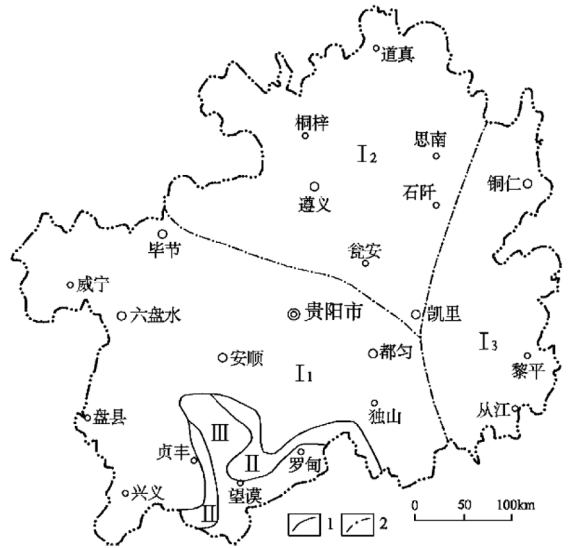 道真
桐梓
思南
I₂
铜仁
遵义
石阡
毕节
瓮安
威宁
六盘水
贵阳市
凯里
I₃
安顺
都匀
黎平
I₁
盘县
独山
从江
III
贞丰
II
罗甸
兴义
望谟
II
1
2
0 50 100km